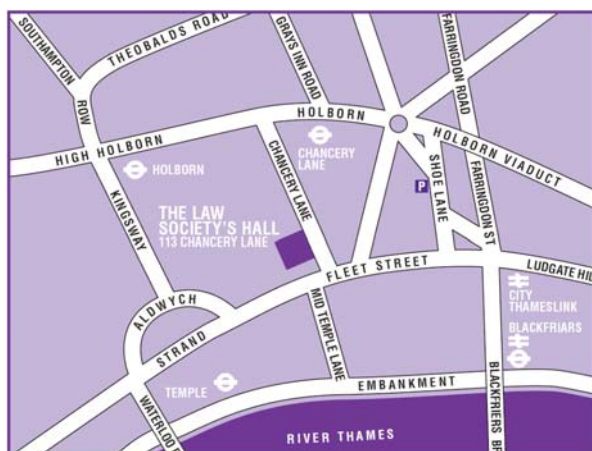 SOUTHAMPTON
ROW
THEOBALDS ROAD
GRAYS INN ROAD
FARRINGDON ROAD
HOLBORN
HIGH HOLBORN
HOLBORN VIADUCT
CHANCERY
LANE
HOLBORN
CHANCERY LANE
SHOE LANE
FARRINGDON ST
P
KINGSWAY
THE LAW
SOCIETY'S HALL
113 CHANCERY LANE
FLEET STREET
LUDGATE HIL
ALDWYCH
STRAND
MID TEMPLE LANE
CITY
THAMESLINK
BLACKFRIARS
TEMPLE
EMBANKMENT
WATERLOO
BLACKFRIERS BR
RIVER THAMES